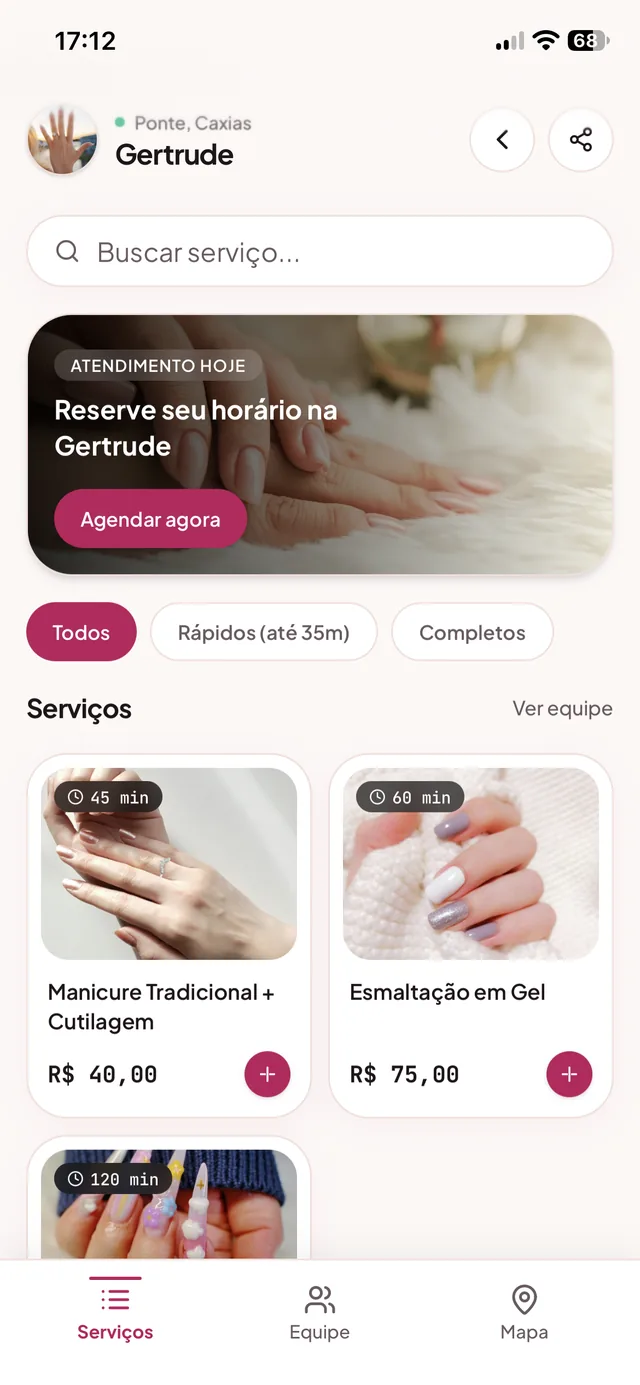 17:12
68
Ponte, Caxias
Gertrude
Buscar serviço...
ATENDIMENTO HOJE
Reserve seu horário na
Gertrude
Agendar agora
Todos
Rápidos (até 35m)
Completos
Serviços
Ver equipe
45 min
60 min
Manicure Tradicional +
Cutilagem
Esmaltação em Gel
R$ 40,00
R$ 75,00
120 min
Serviços
Equipe
Mapa